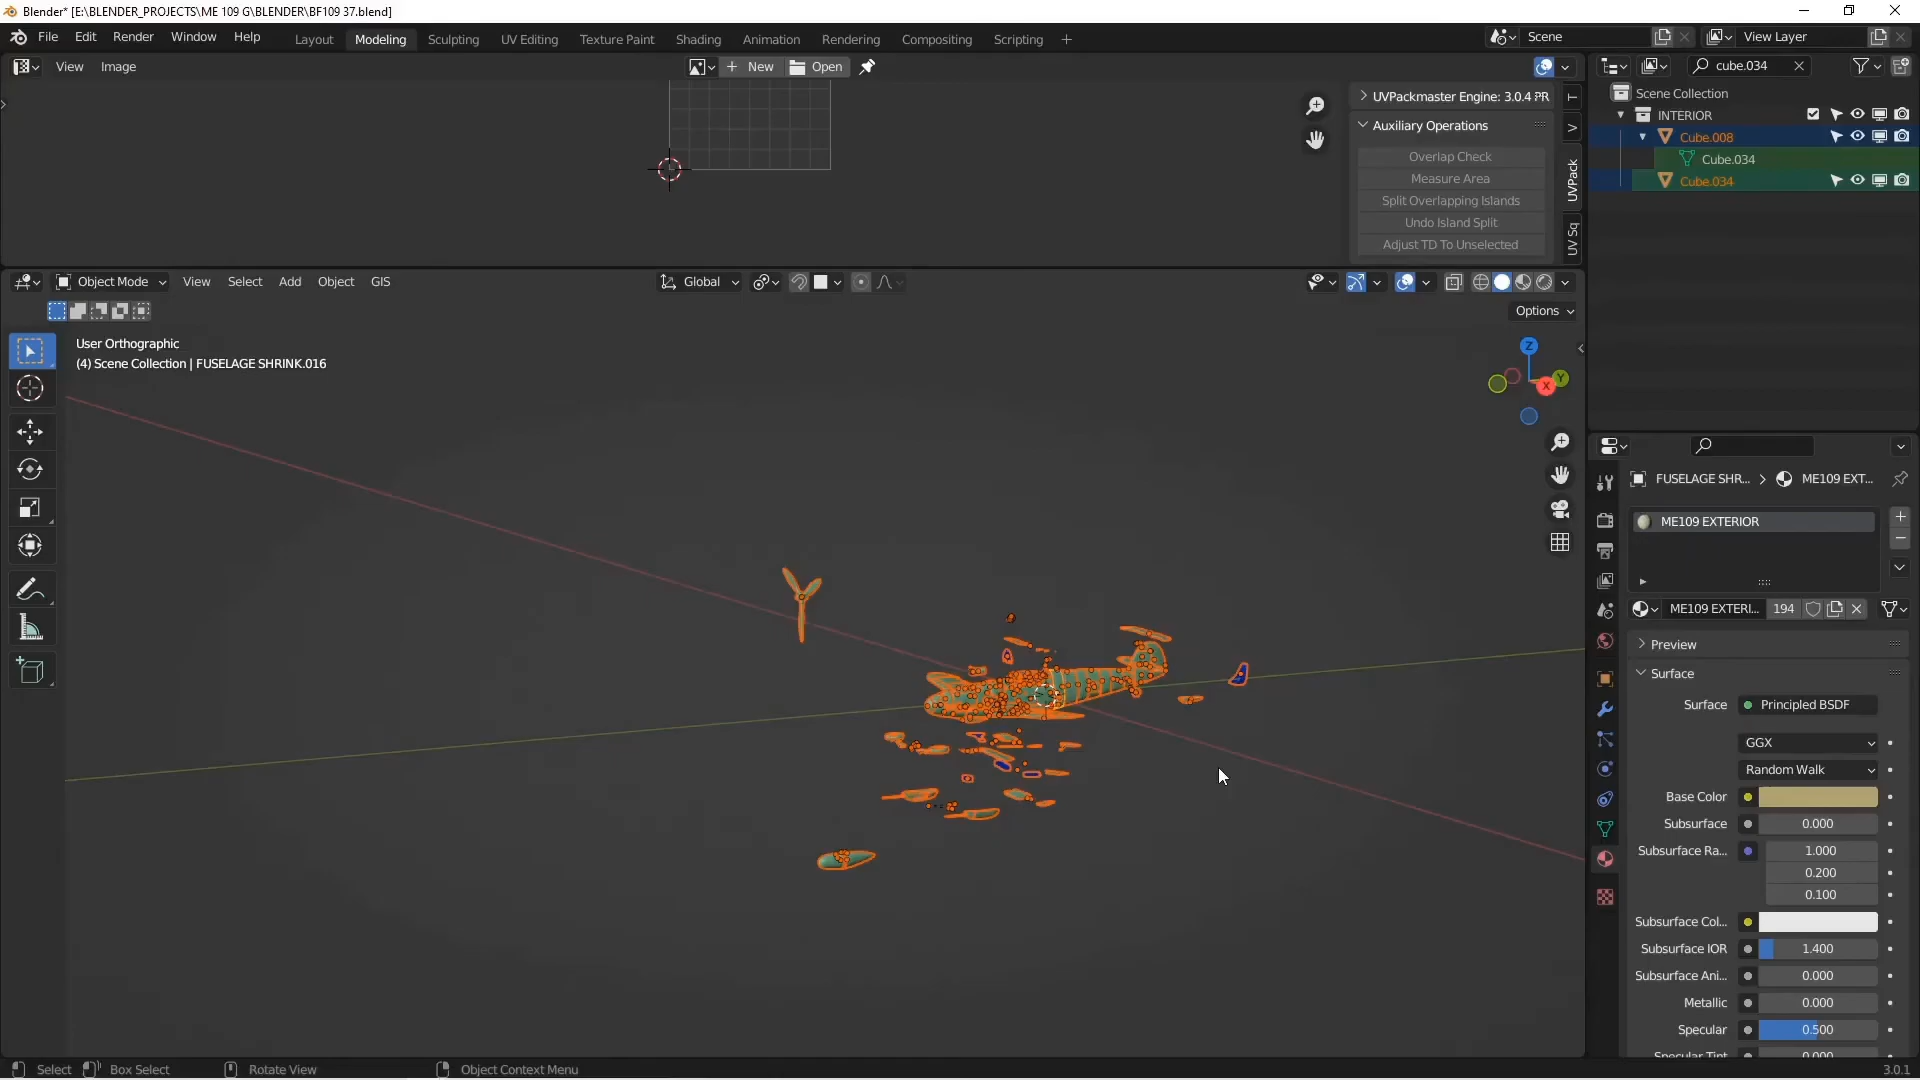 Blender* [E:\BLENDER_PROJECTS\ME 109 G\BLENDER\BF109 37.blend]
File Edit Render Window Help Layout Modeling Sculpting UV Editing Texture Paint Shading Animation Rendering Compositing Scripting + Scene View Layer
View Image New Open cube.034
UVPackmaster Engine: 3.0.4 PR
Auxiliary Operations
Overlap Check
Measure Area
Split Overlapping Islands
Undo Island Split
Adjust TD To Unselected
T
V
UVPack
UV Sq
Scene Collection
INTERIOR
Cube.008
Cube.034
Cube.034
Object Mode View Select Add Object GIS Global
Options
User Orthographic
(4) Scene Collection | FUSELAGE SHRINK.016
Z
Y
X
FUSELAGE SHR... > ME109 EXT...
ME109 EXTERIOR
ME109 EXTERI... 194
Preview
Surface
Surface Principled BSDF
GGX
Random Walk
Base Color
Subsurface 0.000
Subsurface Ra... 1.000
0.200
0.100
Subsurface Col...
Subsurface IOR 1.400
Subsurface Ani... 0.000
Metallic 0.000
Specular 0.500
Specular Tint 0.000
Select Box Select Rotate View Object Context Menu 3.0.1